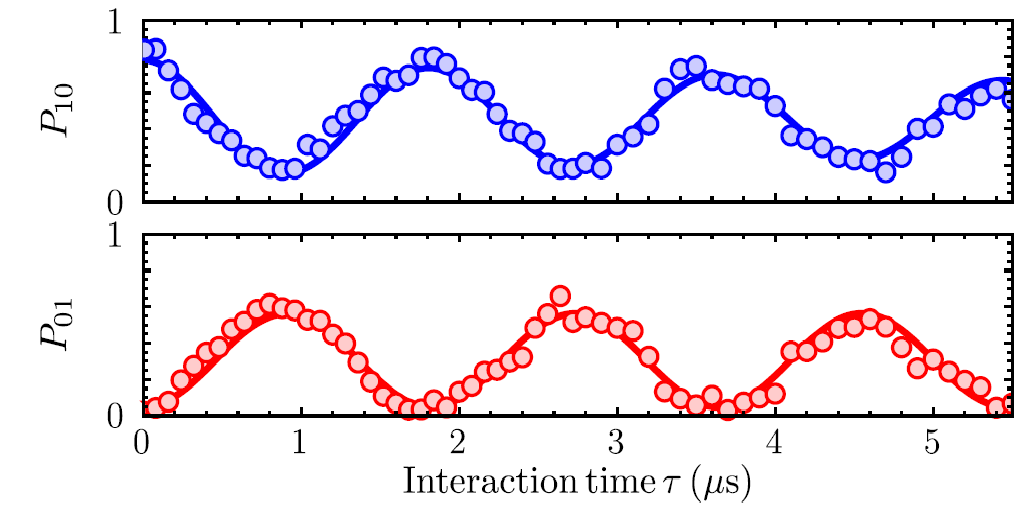 1
P₁₀
0
1
P₀₁
0
0 1 2 3 4 5
Interaction time τ (μs)